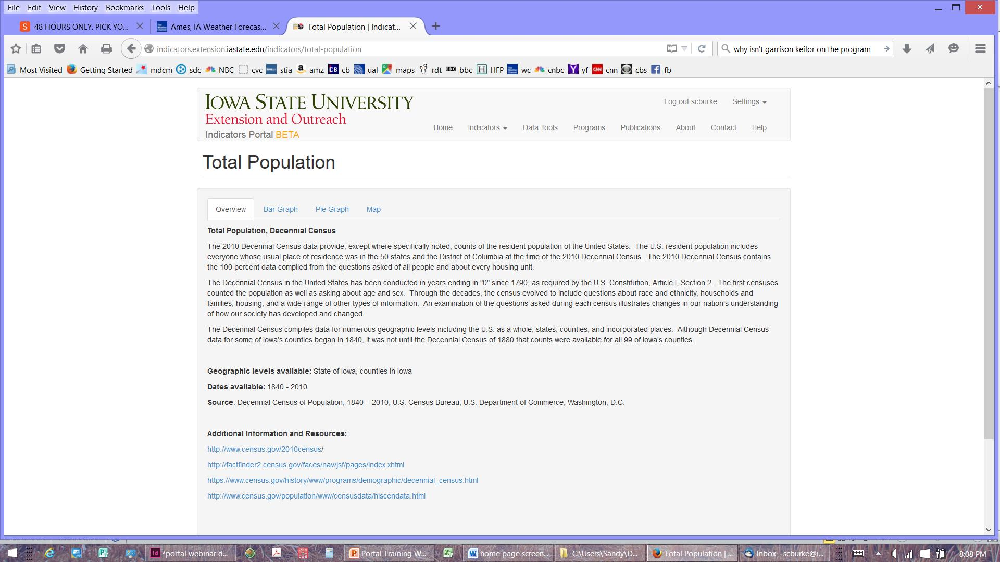 File Edit View History Bookmarks Tools Help
48 HOURS ONLY. PICK YO... Ames, IA Weather Forecas... Total Population | Indicat...
indicators.extension.iastate.edu/indicators/total-population why isn't garrison keilor on the program
Most Visited Getting Started mdcm sdc NBC cvc stia amz cb ual maps rdt bbc HFP wc cnbc yf cnn cbs fb
IOWA STATE UNIVERSITY
Extension and Outreach
Indicators Portal BETA
Log out scburke Settings
Home Indicators Data Tools Programs Publications About Contact Help
Total Population
Overview Bar Graph Pie Graph Map
Total Population, Decennial Census
The 2010 Decennial Census data provide, except where specifically noted, counts of the resident population of the United States. The U.S. resident population includes
everyone whose usual place of residence was in the 50 states and the District of Columbia at the time of the 2010 Decennial Census. The 2010 Decennial Census contains
the 100 percent data compiled from the questions asked of all people and about every housing unit.
The Decennial Census in the United States has been conducted in years ending in "0" since 1790, as required by the U.S. Constitution, Article I, Section 2. The first censuses
counted the population as well as asking about age and sex. Through the decades, the census evolved to include questions about race and ethnicity, households and
families, housing, and a wide range of other types of information. An examination of the questions asked during each census illustrates changes in our nation's understanding
of how our society has developed and changed.
The Decennial Census compiles data for numerous geographic levels including the U.S. as a whole, states, counties, and incorporated places. Although Decennial Census
data for some of Iowa's counties began in 1840, it was not until the Decennial Census of 1880 that counts were available for all 99 of Iowa's counties.
Geographic levels available: State of Iowa, counties in Iowa
Dates available: 1840 - 2010
Source: Decennial Census of Population, 1840 – 2010, U.S. Census Bureau, U.S. Department of Commerce, Washington, D.C.
Additional Information and Resources:
http://www.census.gov/2010census/
http://factfinder2.census.gov/faces/nav/jsf/pages/index.xhtml
https://www.census.gov/history/www/programs/demographic/decennial_census.html
http://www.census.gov/population/www/censusdata/hiscendata.html
*portal webinar d... Portal Training W... home page screen... C:\Users\Sandy\D... Total Population | ... Inbox - scburke@i... 8:08 PM